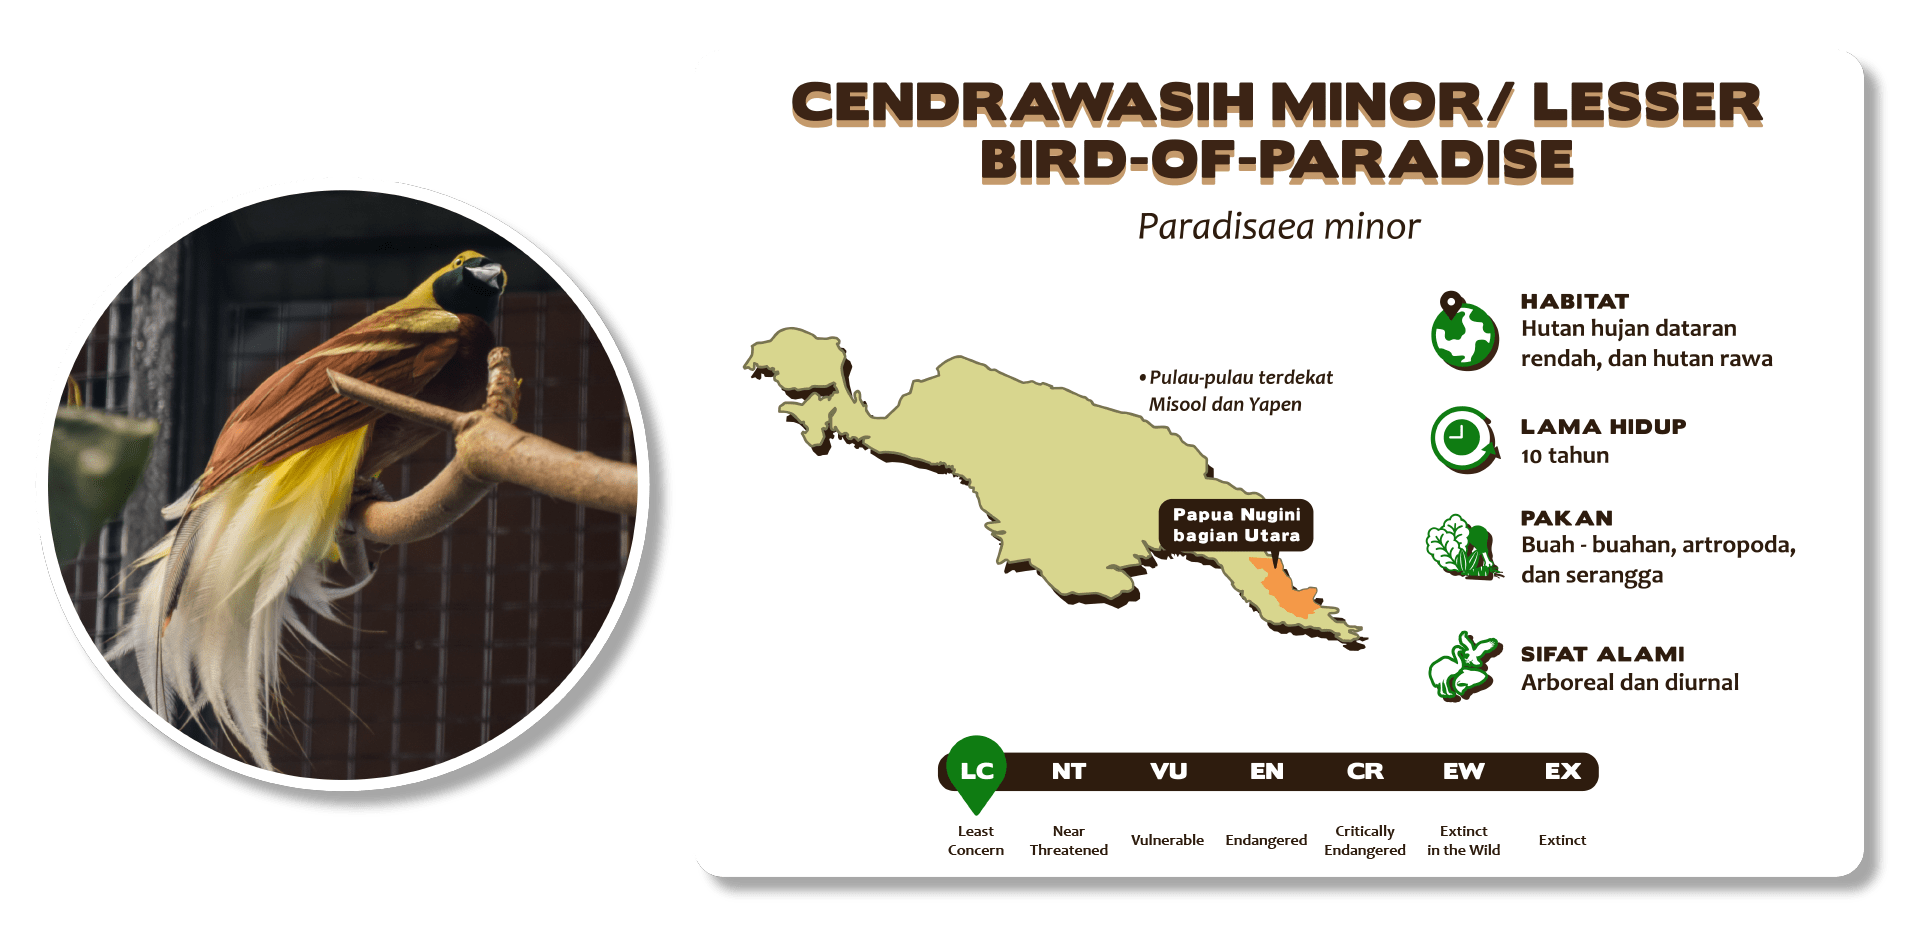 CENDRAWASIH MINOR/ LESSER
BIRD-OF-PARADISE
Paradisaea minor
•Pulau-pulau terdekat
Misool dan Yapen
Papua Nugini
bagian Utara
HABITAT
Hutan hujan dataran
rendah, dan hutan rawa
LAMA HIDUP
10 tahun
PAKAN
Buah - buahan, artropoda,
dan serangga
SIFAT ALAMI
Arboreal dan diurnal
LC NT VU EN CR EW EX
Least Concern
Near Threatened
Vulnerable
Endangered
Critically Endangered
Extinct in the Wild
Extinct